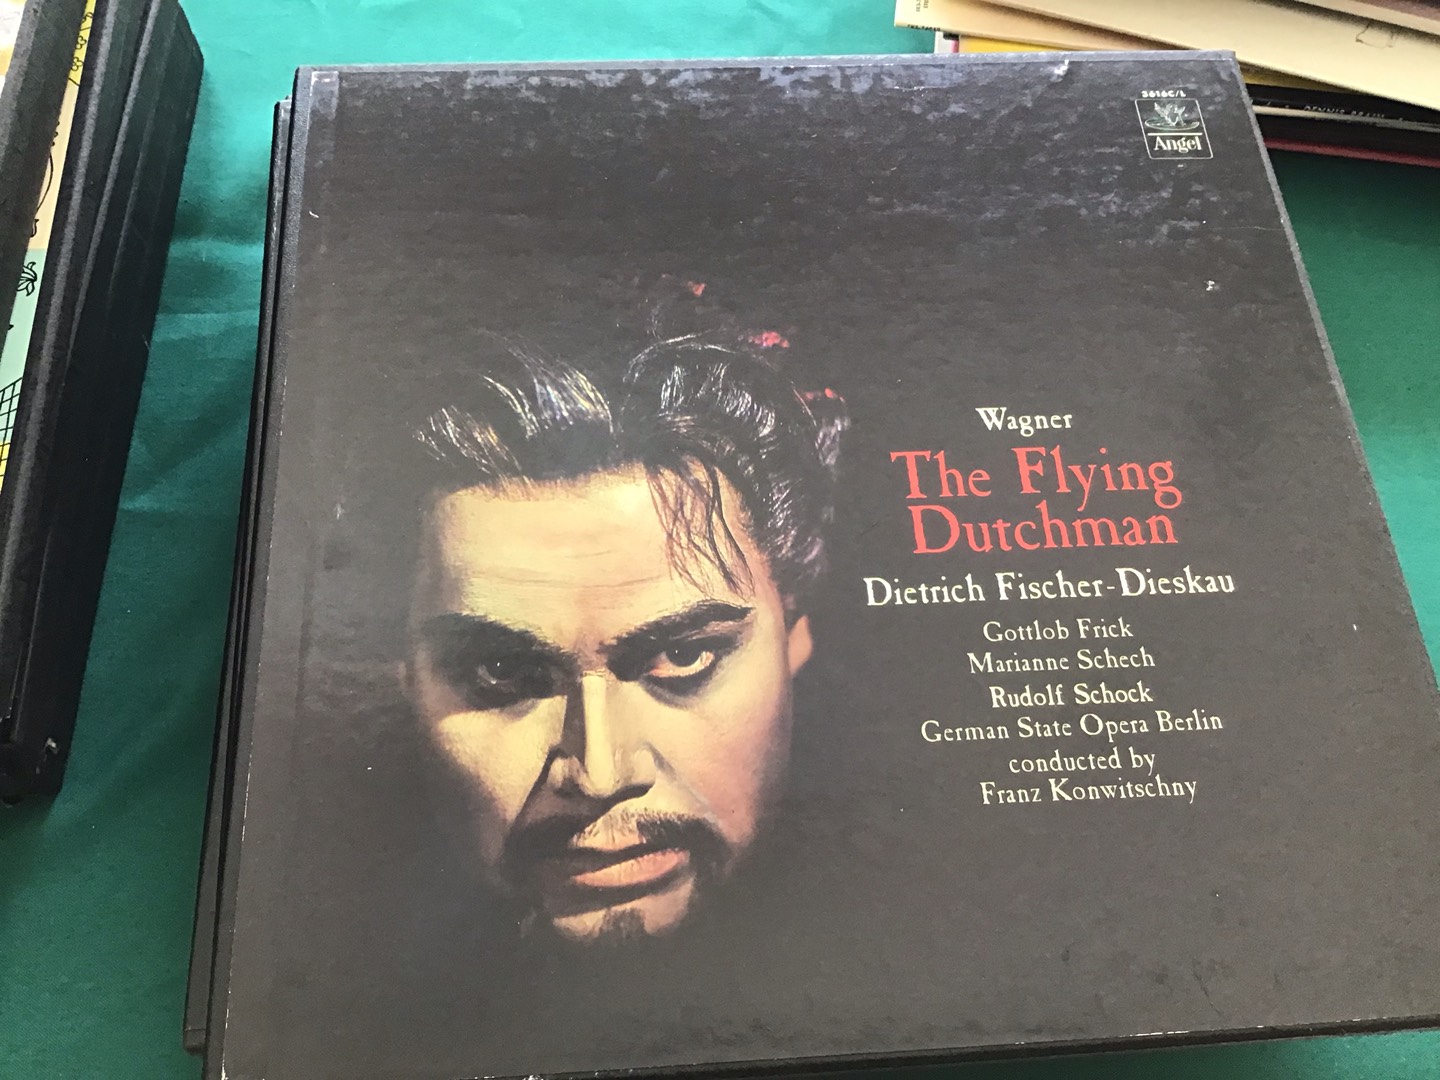 3616C/L
Angel
Wagner
The Flying
Dutchman
Dietrich Fischer-Dieskau
Gottlob Frick
Marianne Schech
Rudolf Schock
German State Opera Berlin
conducted by
Franz Konwitschny